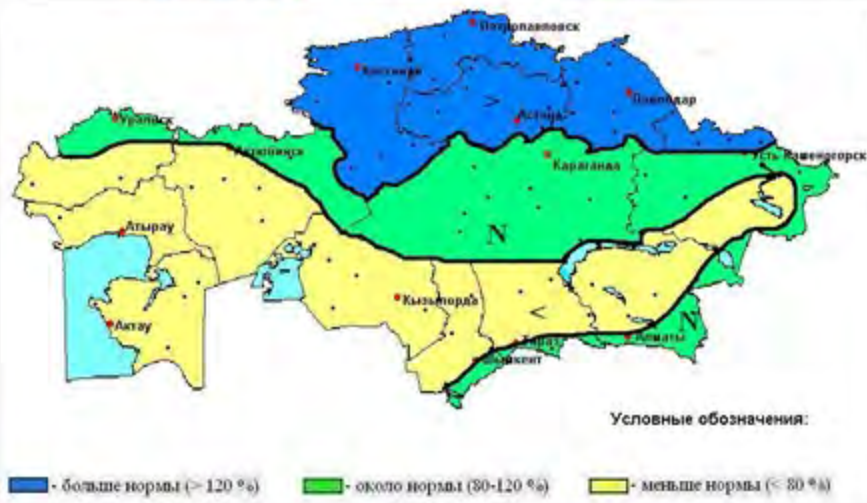 Петропавловск
Костанай
>
Павлодар
Астана
Уральск
Актюбинск
Караганда
Усть-Каменогорск
Атырау
N
Кызылорда
<
N
Актау
Тараз
Алматы
Шымкент
Условные обозначения:
- больше нормы (> 120 %)
- около нормы (80-120 %)
- меньше нормы (< 80 %)